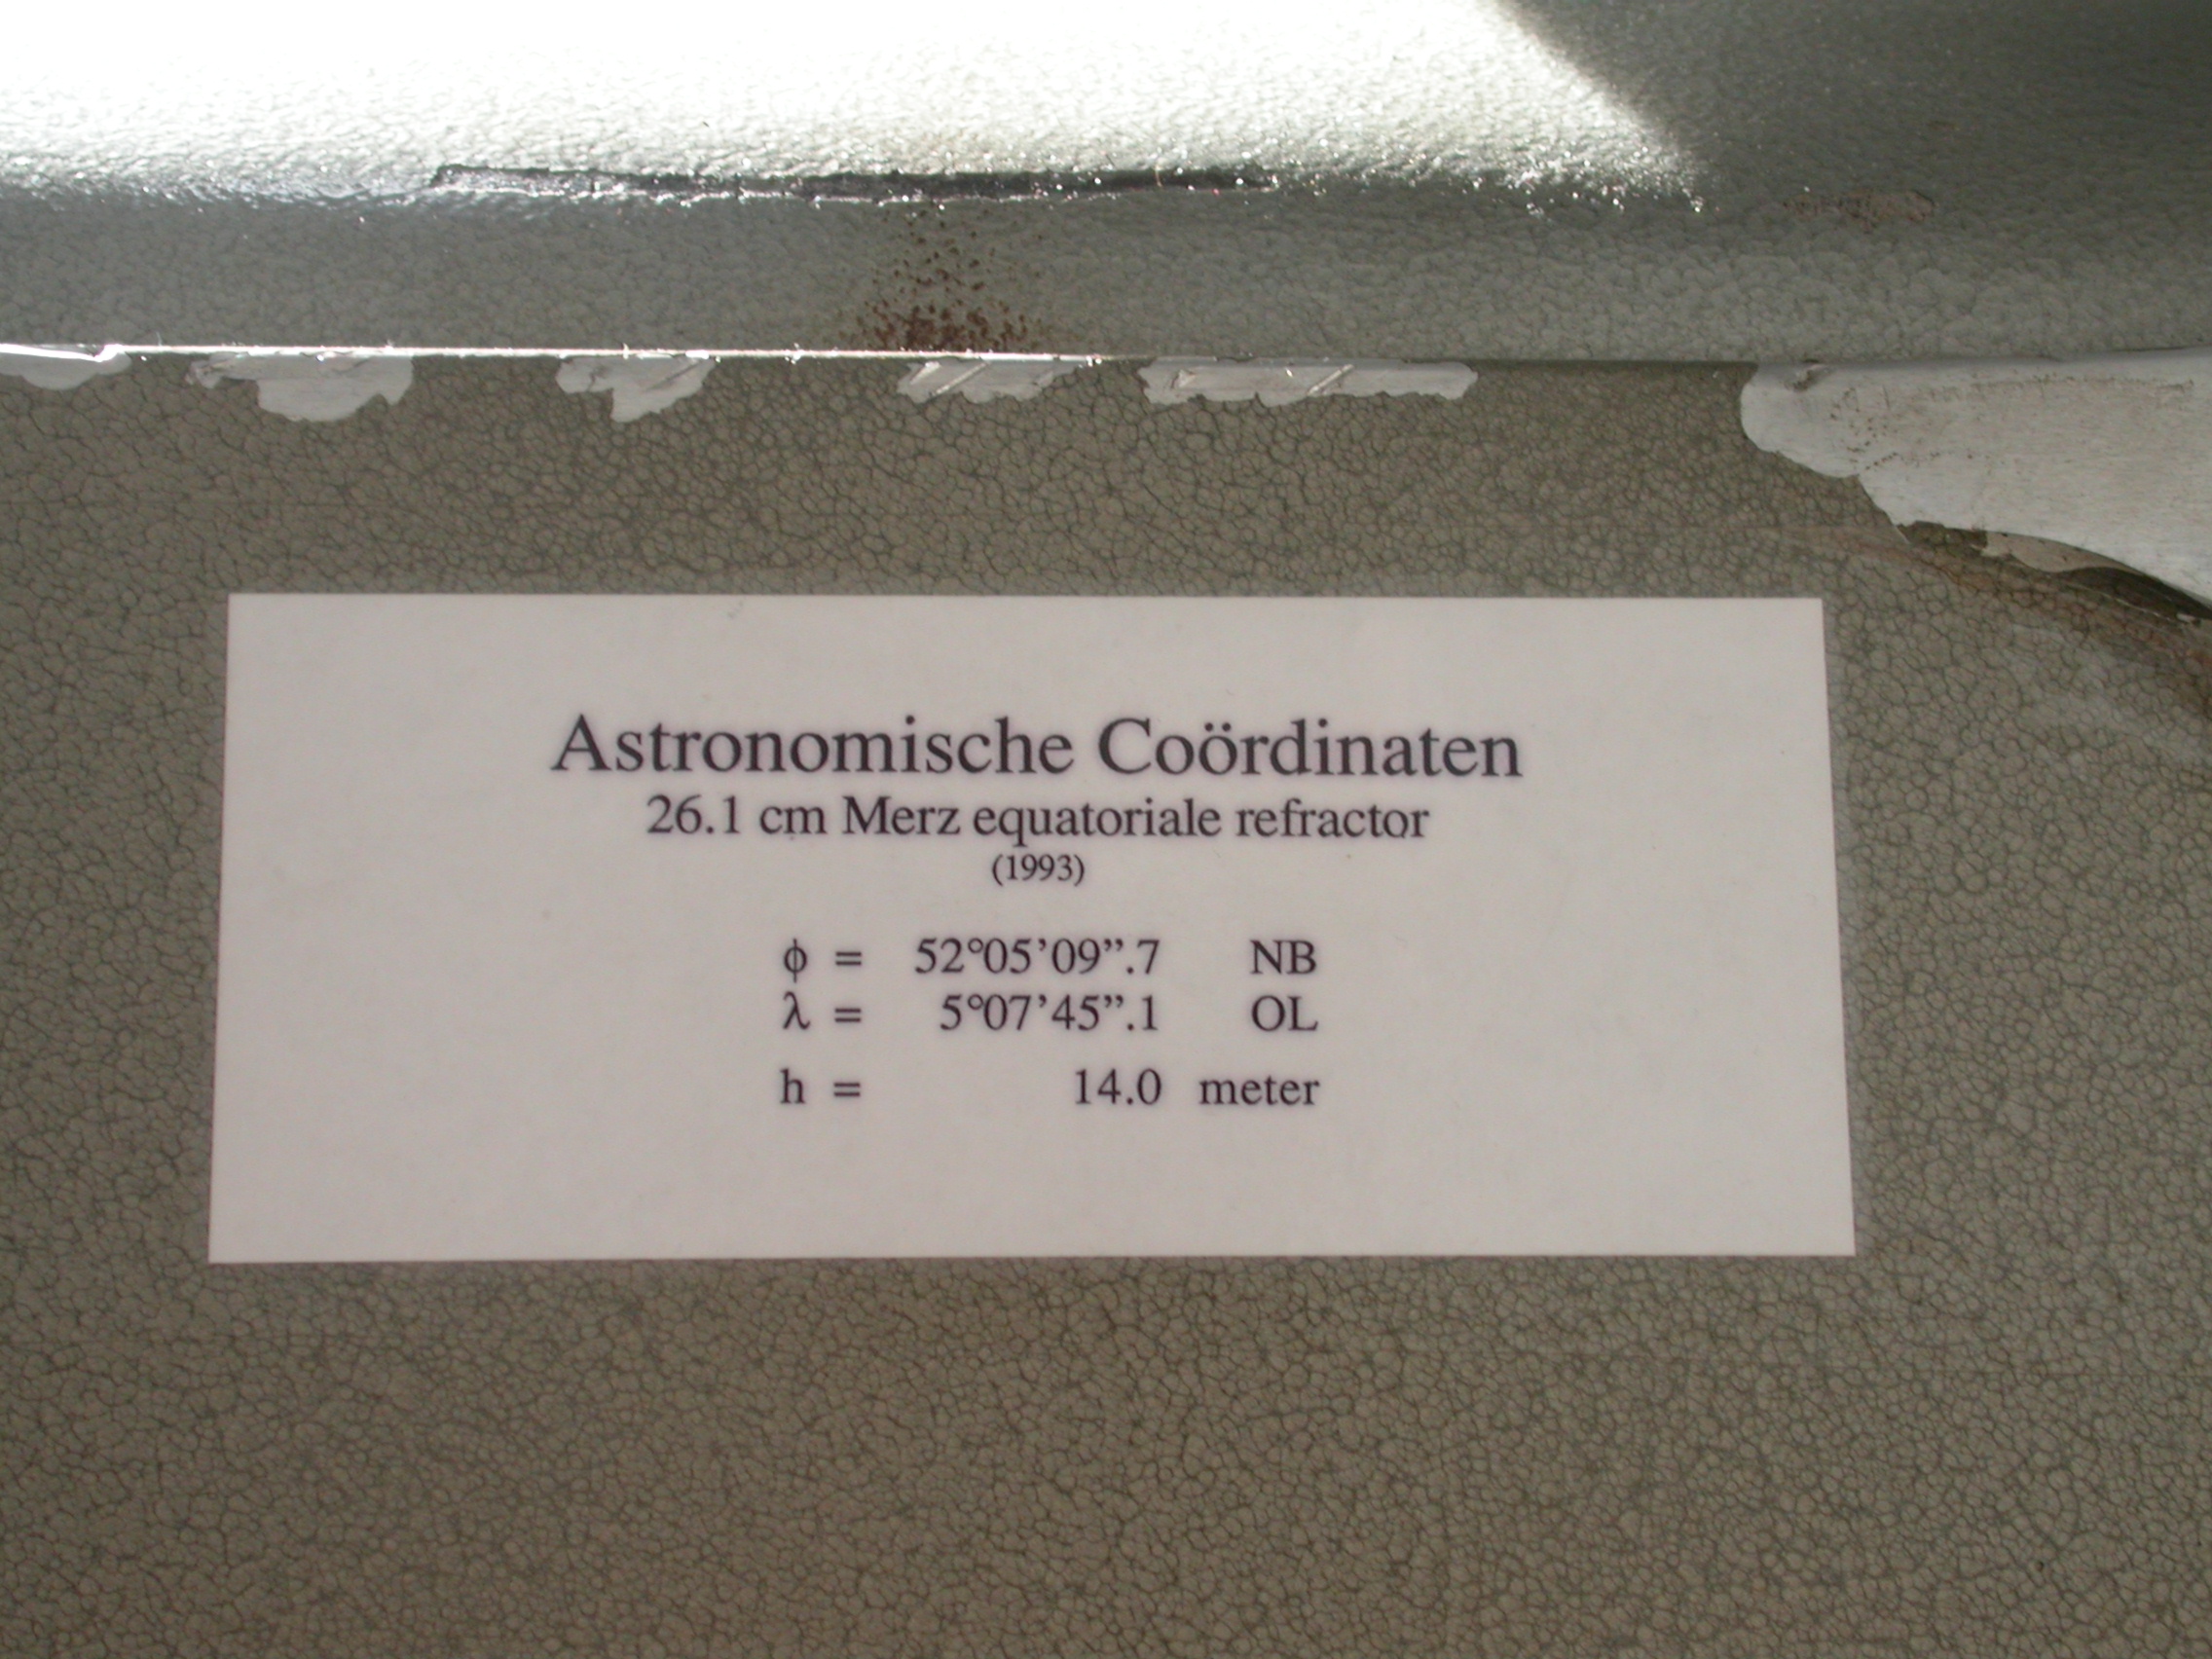 Astronomische Coördinaten
26.1 cm Merz equatoriale refractor
(1993)
ϕ = 52°05’09”.7 NB
λ = 5°07’45”.1 OL
h = 14.0 meter